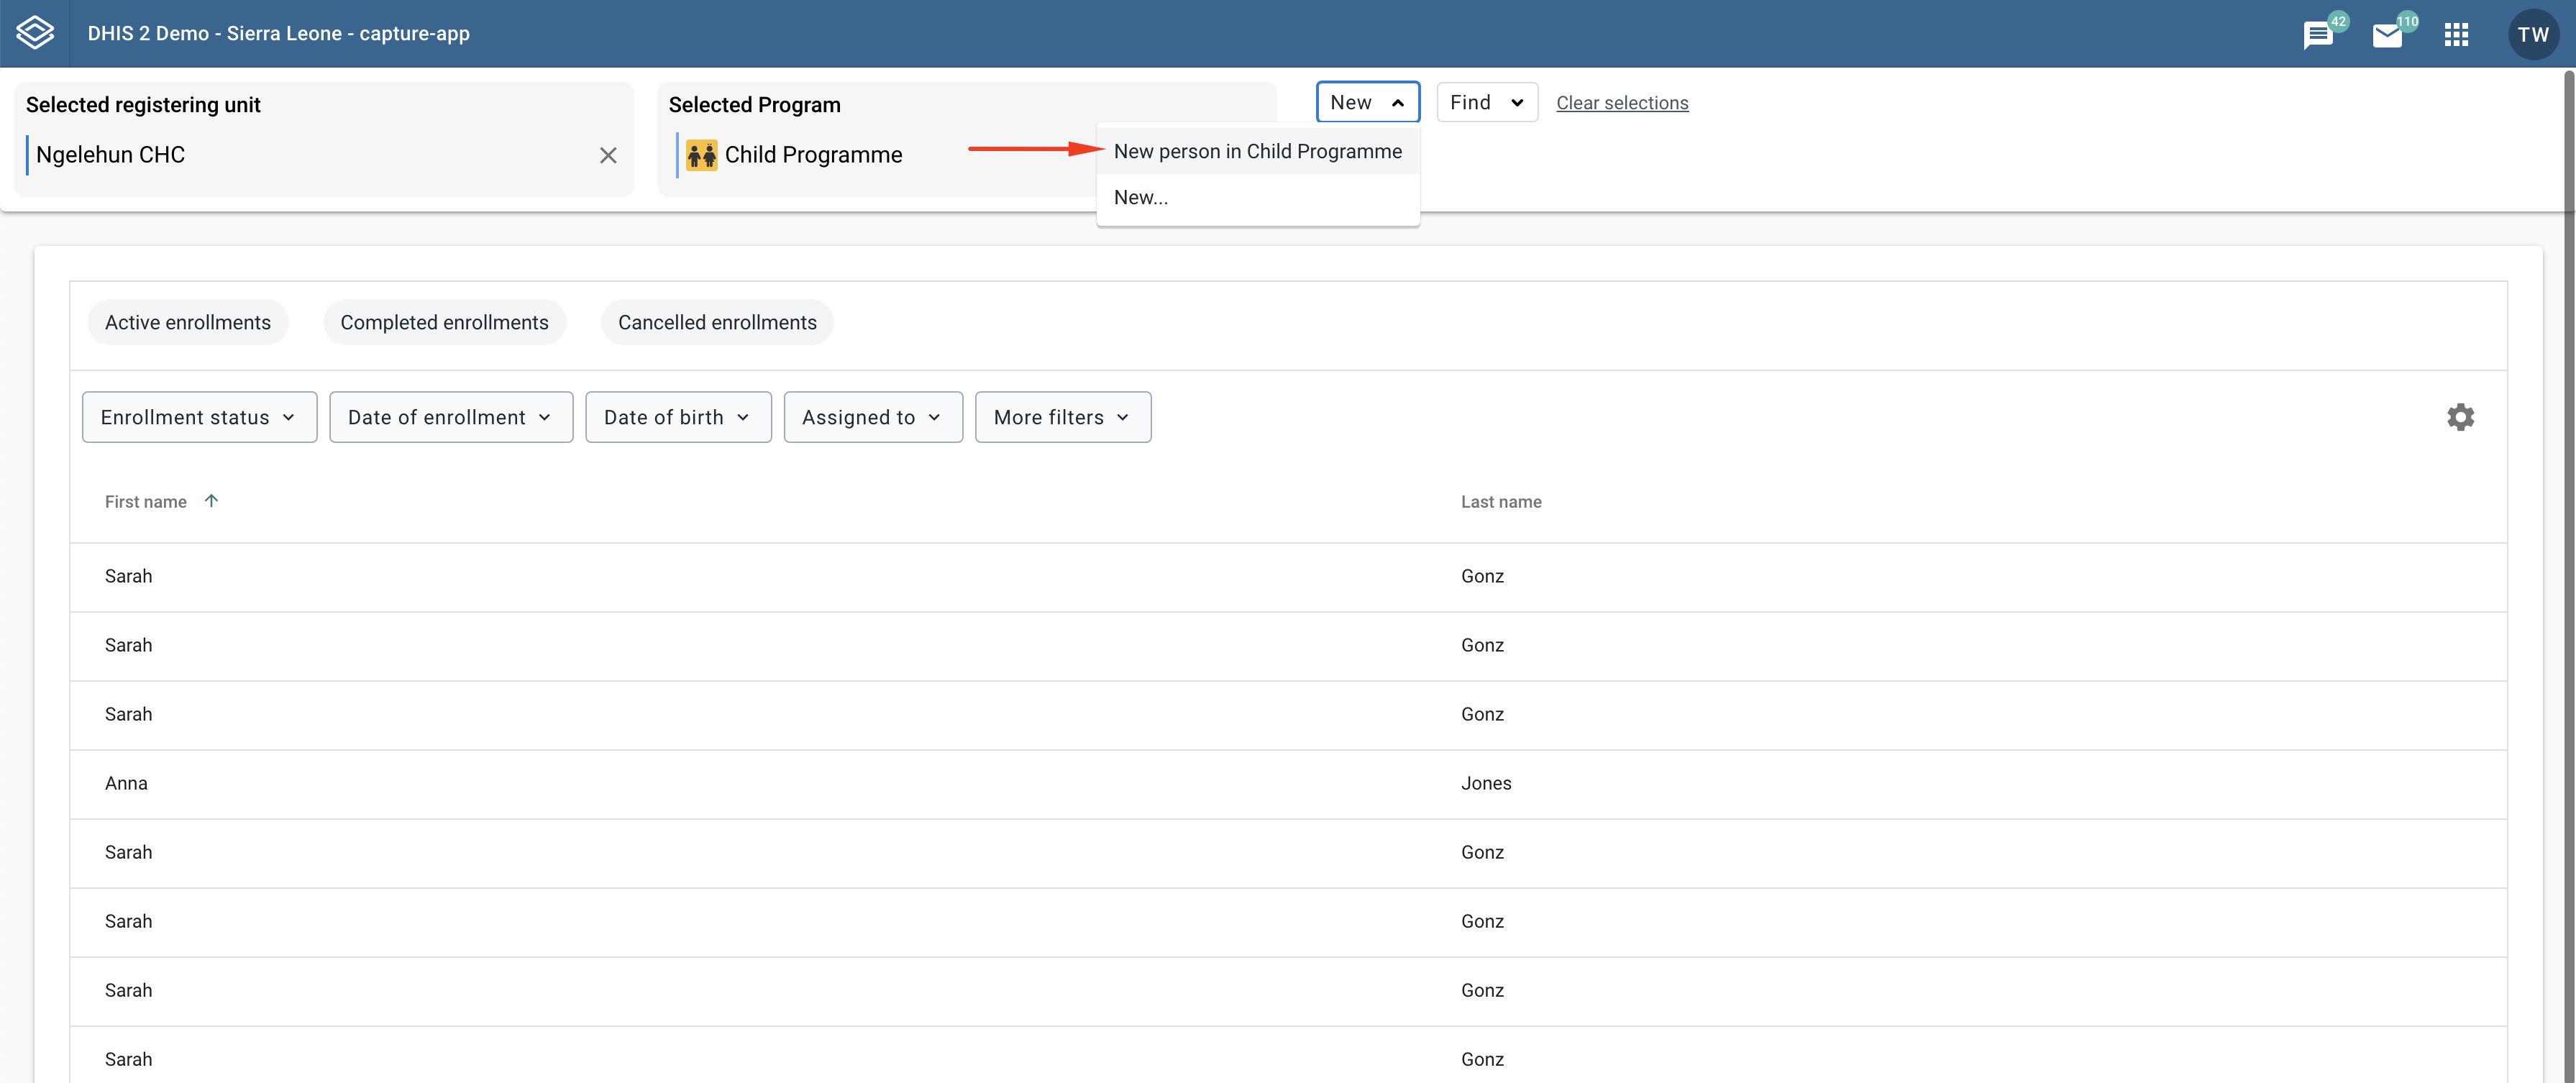 DHIS 2 Demo - Sierra Leone - capture-app
42
110
TW
Selected registering unit
Ngelehun CHC
Selected Program
Child Programme
New
Find
Clear selections
New person in Child Programme
New...
Active enrollments
Completed enrollments
Cancelled enrollments
Enrollment status
Date of enrollment
Date of birth
Assigned to
More filters
First name
Last name
Sarah Gonz
Sarah Gonz
Sarah Gonz
Anna Jones
Sarah Gonz
Sarah Gonz
Sarah Gonz
Sarah Gonz